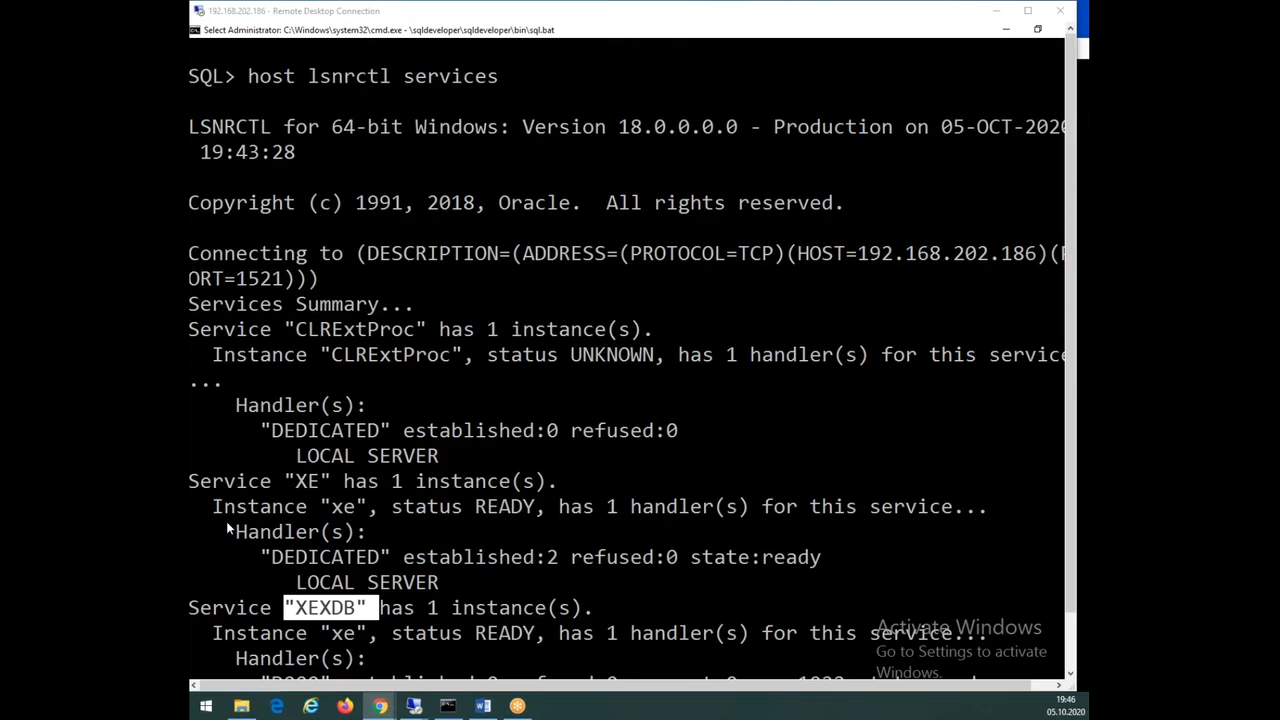 192.168.202.186 - Remote Desktop Connection
Select Administrator: C:\Windows\system32\cmd.exe - \sqldeveloper\sqldeveloper\bin\sql.bat
SQL> host lsnrctl services
LSNRCTL for 64-bit Windows: Version 18.0.0.0.0 - Production on 05-OCT-2020
19:43:28
Copyright (c) 1991, 2018, Oracle.  All rights reserved.
Connecting to (DESCRIPTION=(ADDRESS=(PROTOCOL=TCP)(HOST=192.168.202.186)(P
ORT=1521)))
Services Summary...
Service "CLRExtProc" has 1 instance(s).
Instance "CLRExtProc", status UNKNOWN, has 1 handler(s) for this service
...
Handler(s):
"DEDICATED" established:0 refused:0
LOCAL SERVER
Service "XE" has 1 instance(s).
Instance "xe", status READY, has 1 handler(s) for this service...
Handler(s):
"DEDICATED" established:2 refused:0 state:ready
LOCAL SERVER
Service "XEXDB" has 1 instance(s).
Instance "xe", status READY, has 1 handler(s) for this service...
Handler(s):
Activate Windows
Go to Settings to activate
Windows.
19:46
05.10.2020